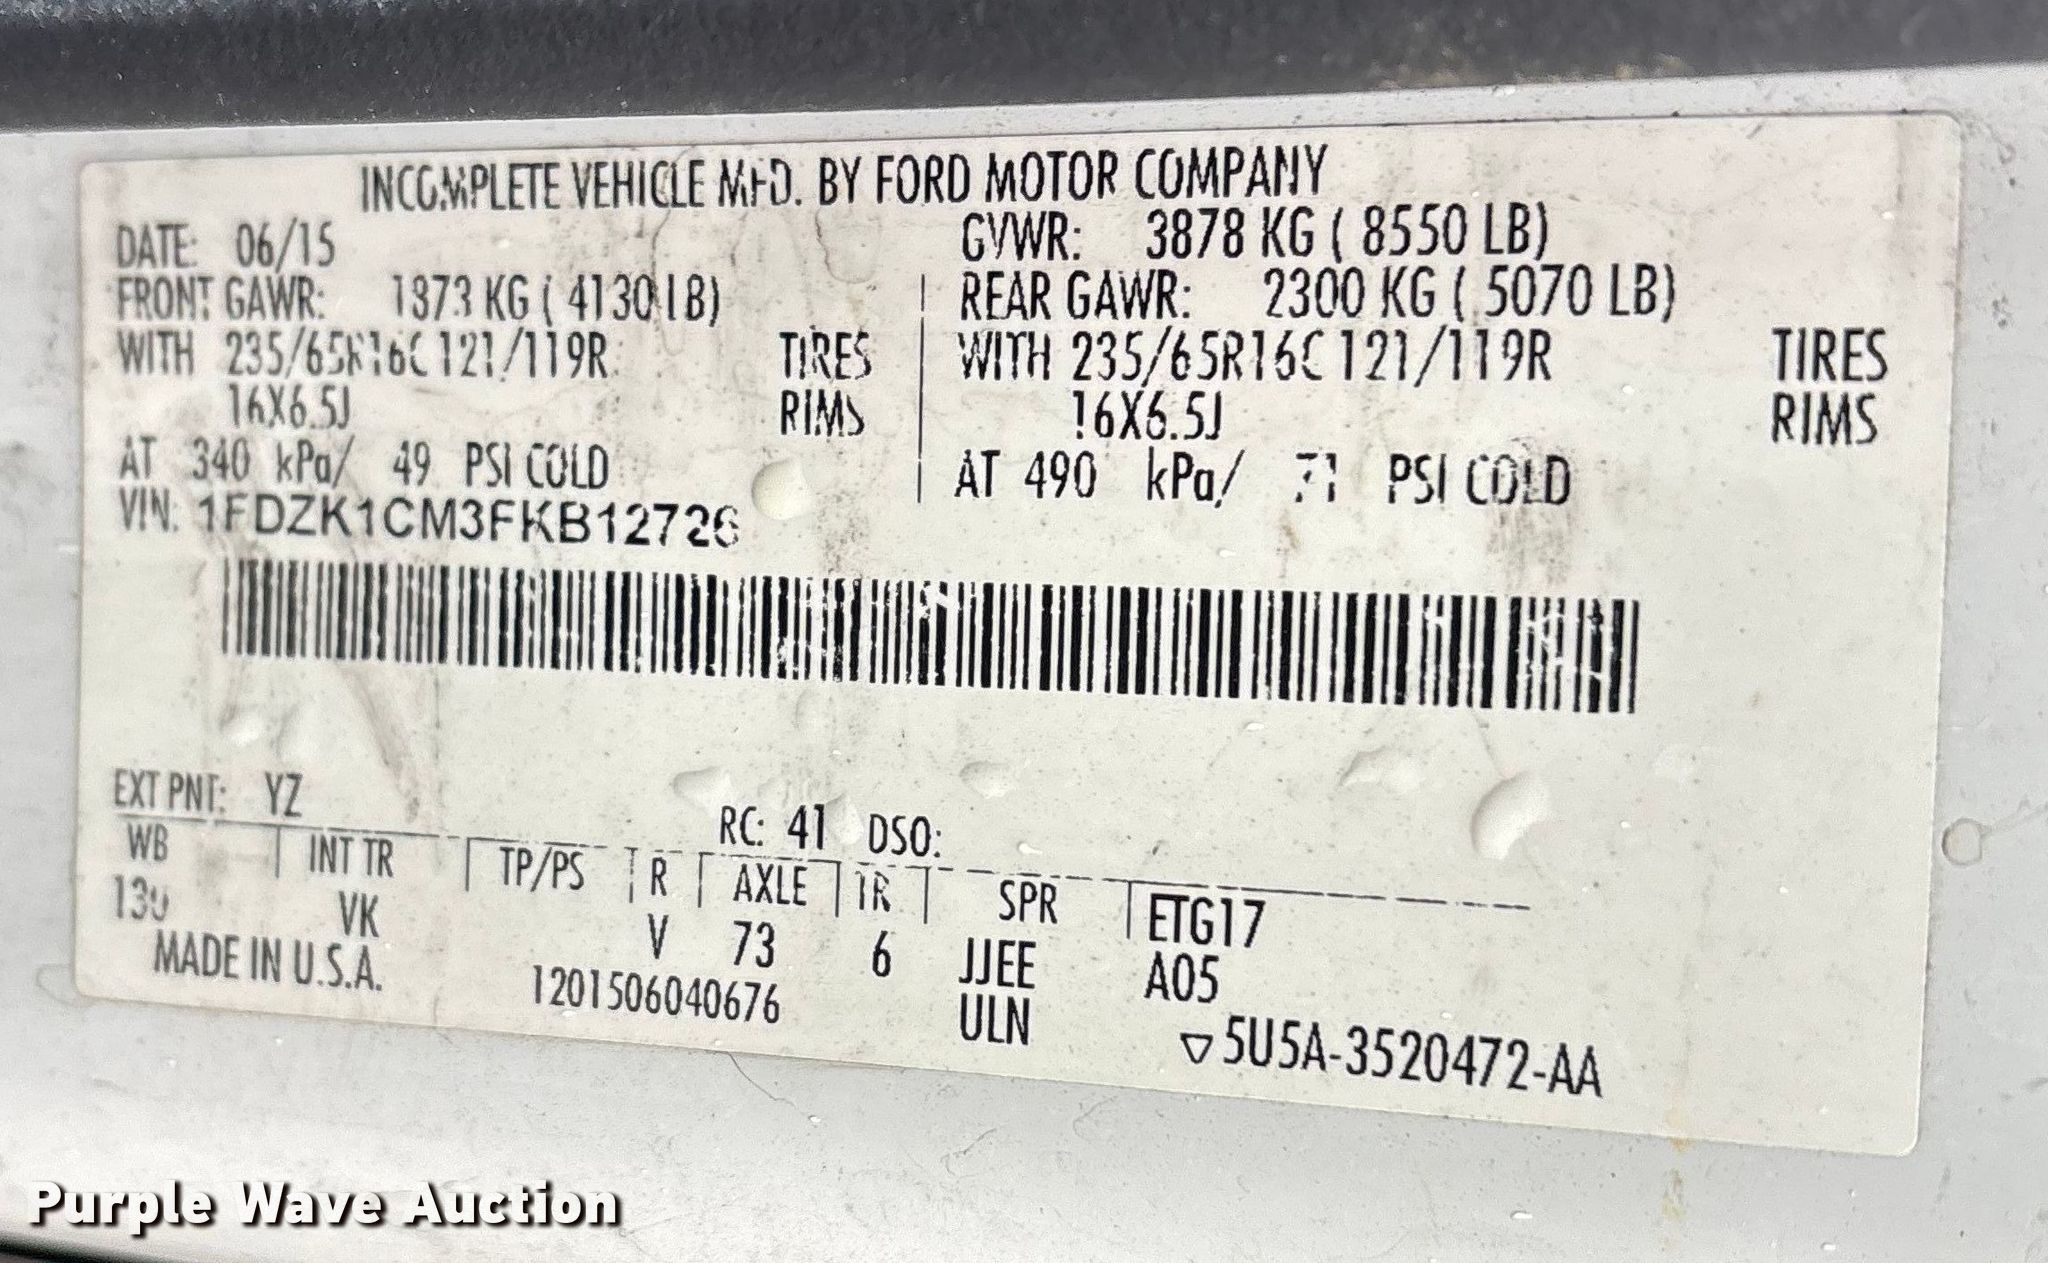 INCOMPLETE VEHICLE MFD. BY FORD MOTOR COMPANY
DATE: 06/15 GVWR: 3878 KG ( 8550 LB)
FRONT GAWR: 1873 KG ( 4130 LB) REAR GAWR: 2300 KG ( 5070 LB)
WITH 235/65R16C 121/119R TIRES WITH 235/65R16C 121/119R TIRES
16X6.5J RIMS 16X6.5J RIMS
AT 340 kPa/ 49 PSI COLD AT 490 kPa/ 71 PSI COLD
VIN: 1FDZK1CM3FKB12726
EXT PNT: YZ RC: 41 DSO:
WB INT TR TP/PS R AXLE TR SPR ETG17
VK V 73 6 JJEE A05
MADE IN U.S.A. 1201506040676 ULN
▽5U5A-3520472-AA
Purple Wave Auction